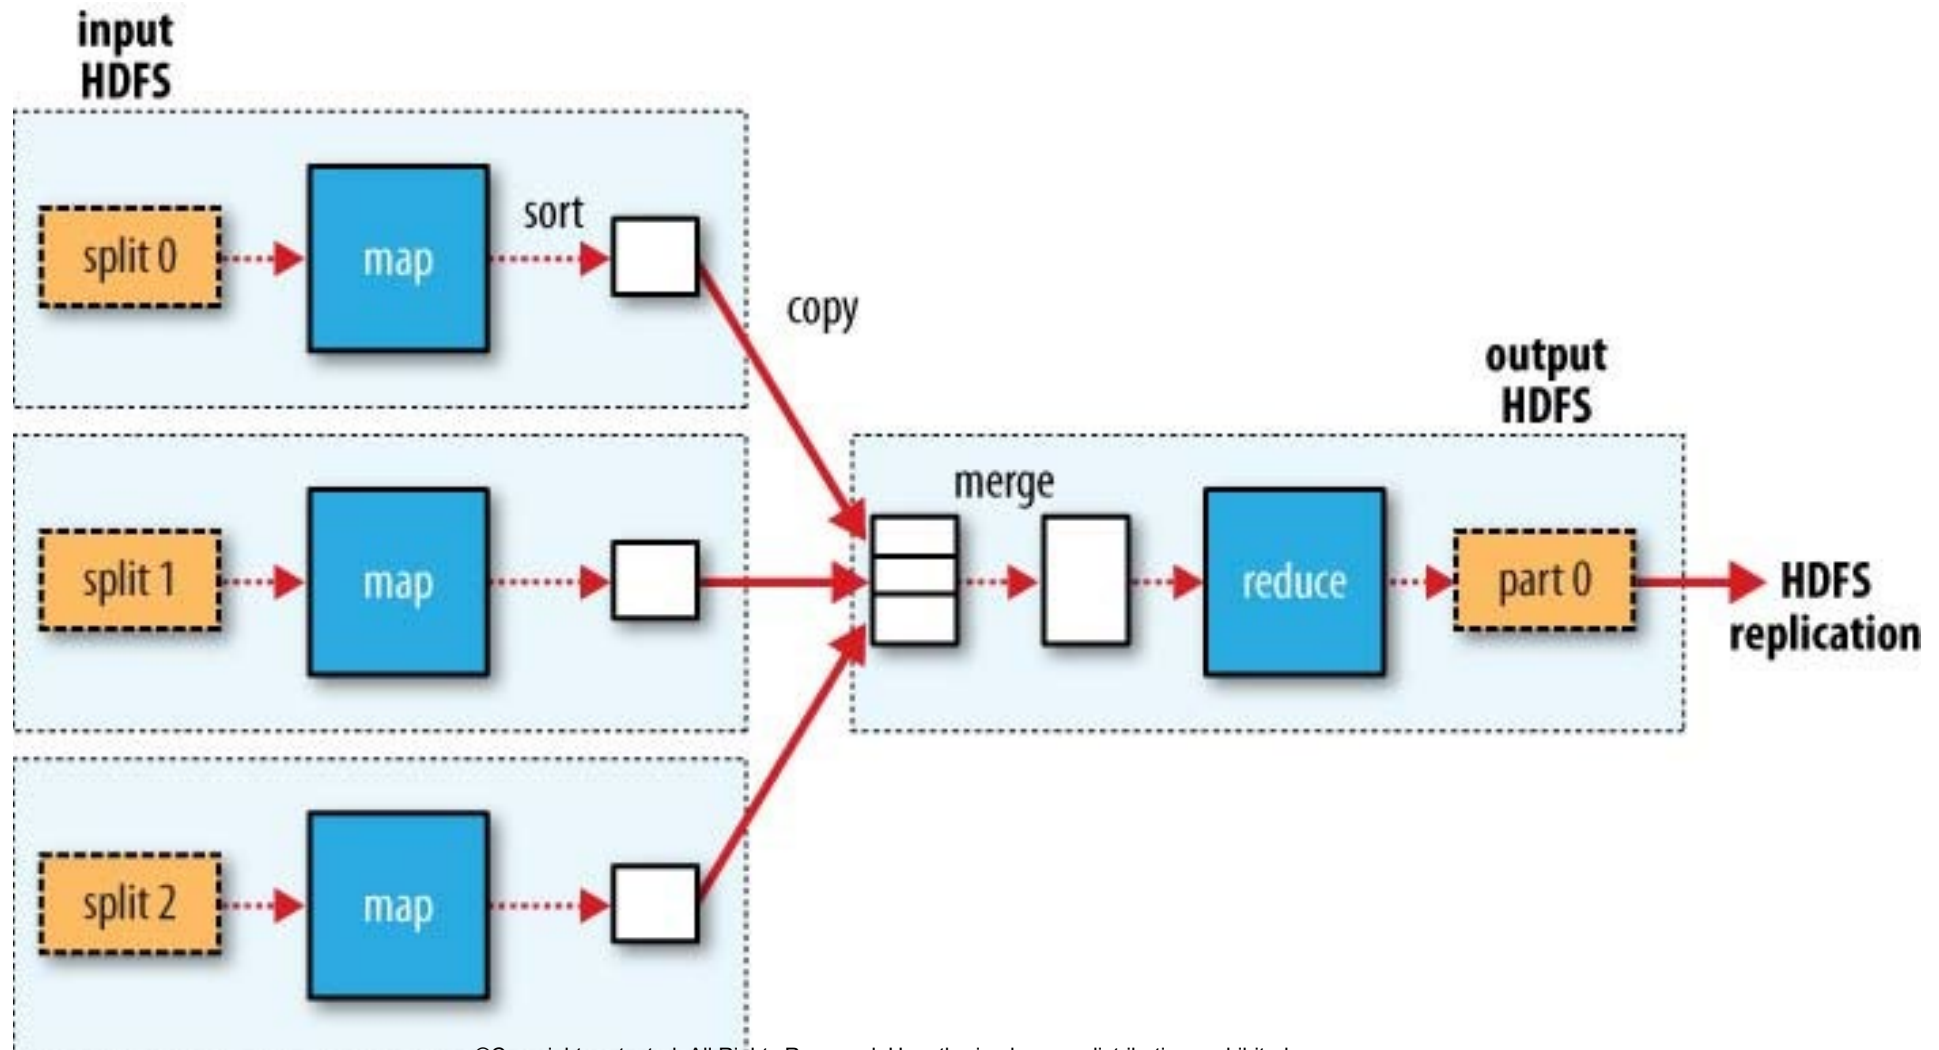 input
HDFS
split 0
map
sort
copy
output
HDFS
split 1
map
merge
reduce
part 0
HDFS
replication
split 2
map